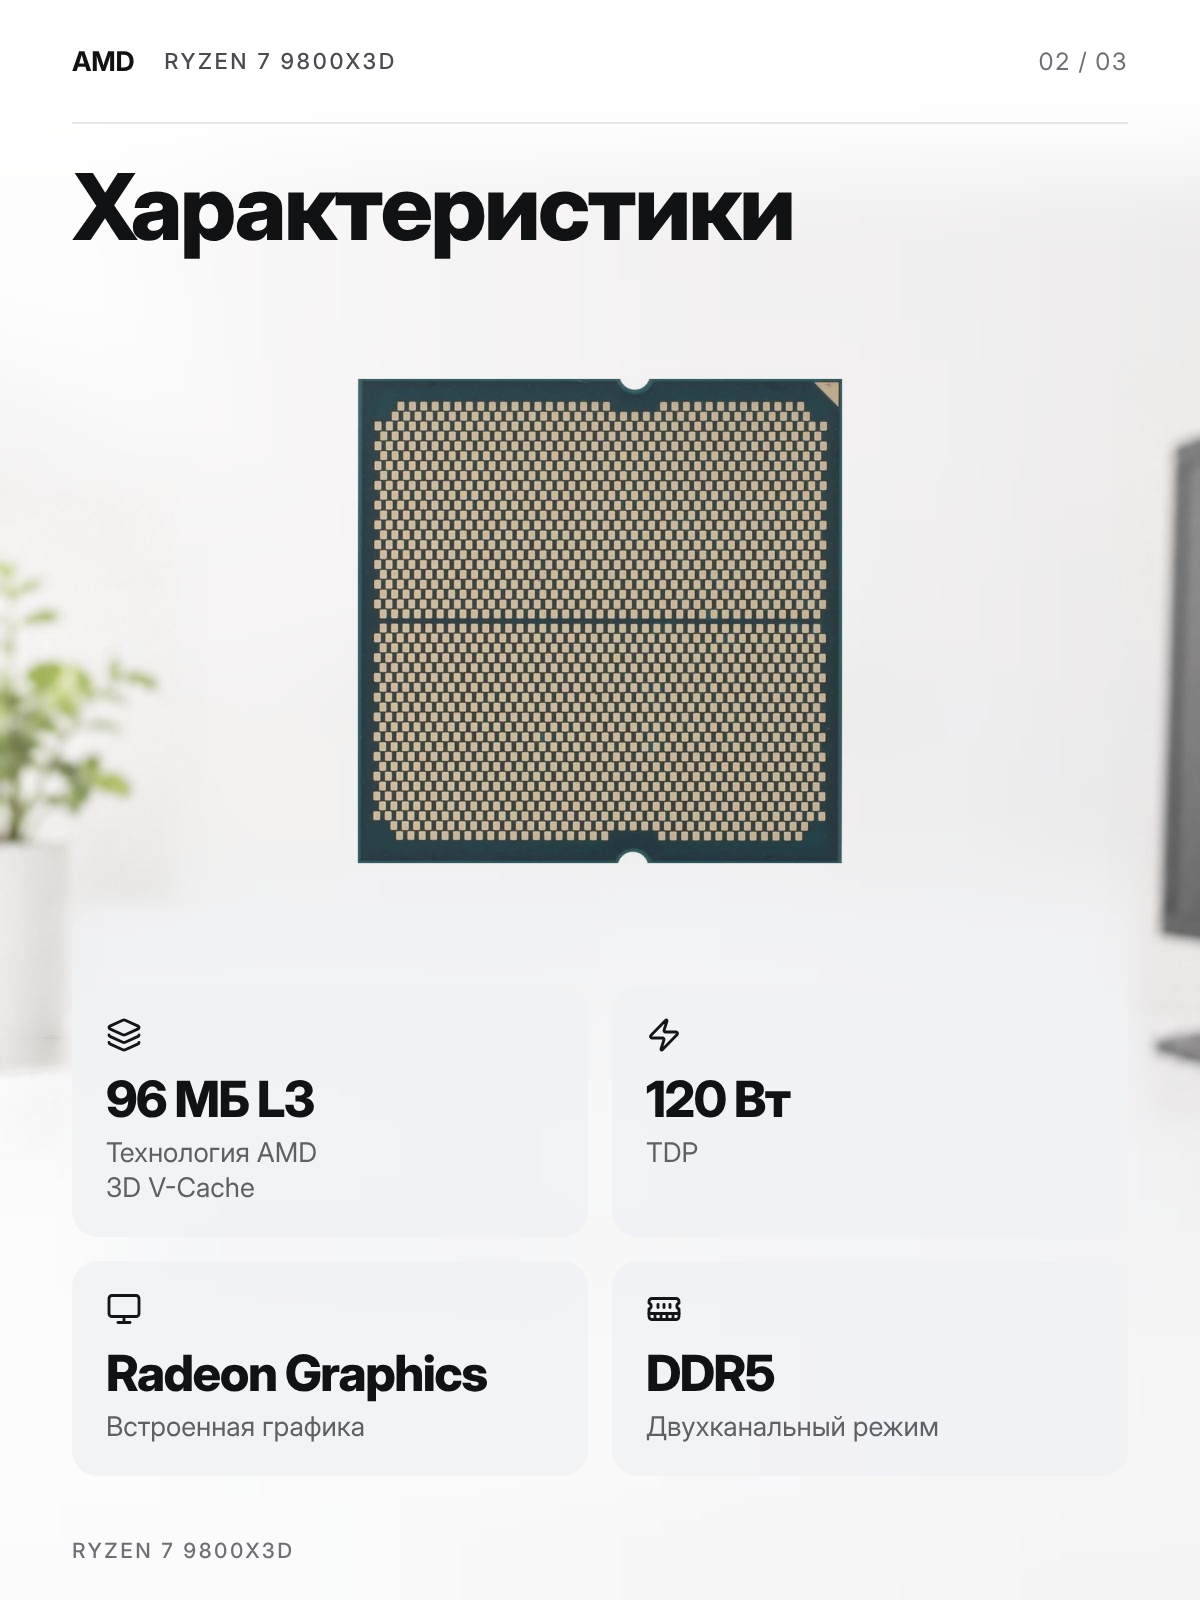 AMD RYZEN 7 9800X3D 02 / 03
Характеристики
96 МБ L3
Технология AMD
3D V-Cache
120 Вт
TDP
Radeon Graphics
Встроенная графика
DDR5
Двухканальный режим
RYZEN 7 9800X3D